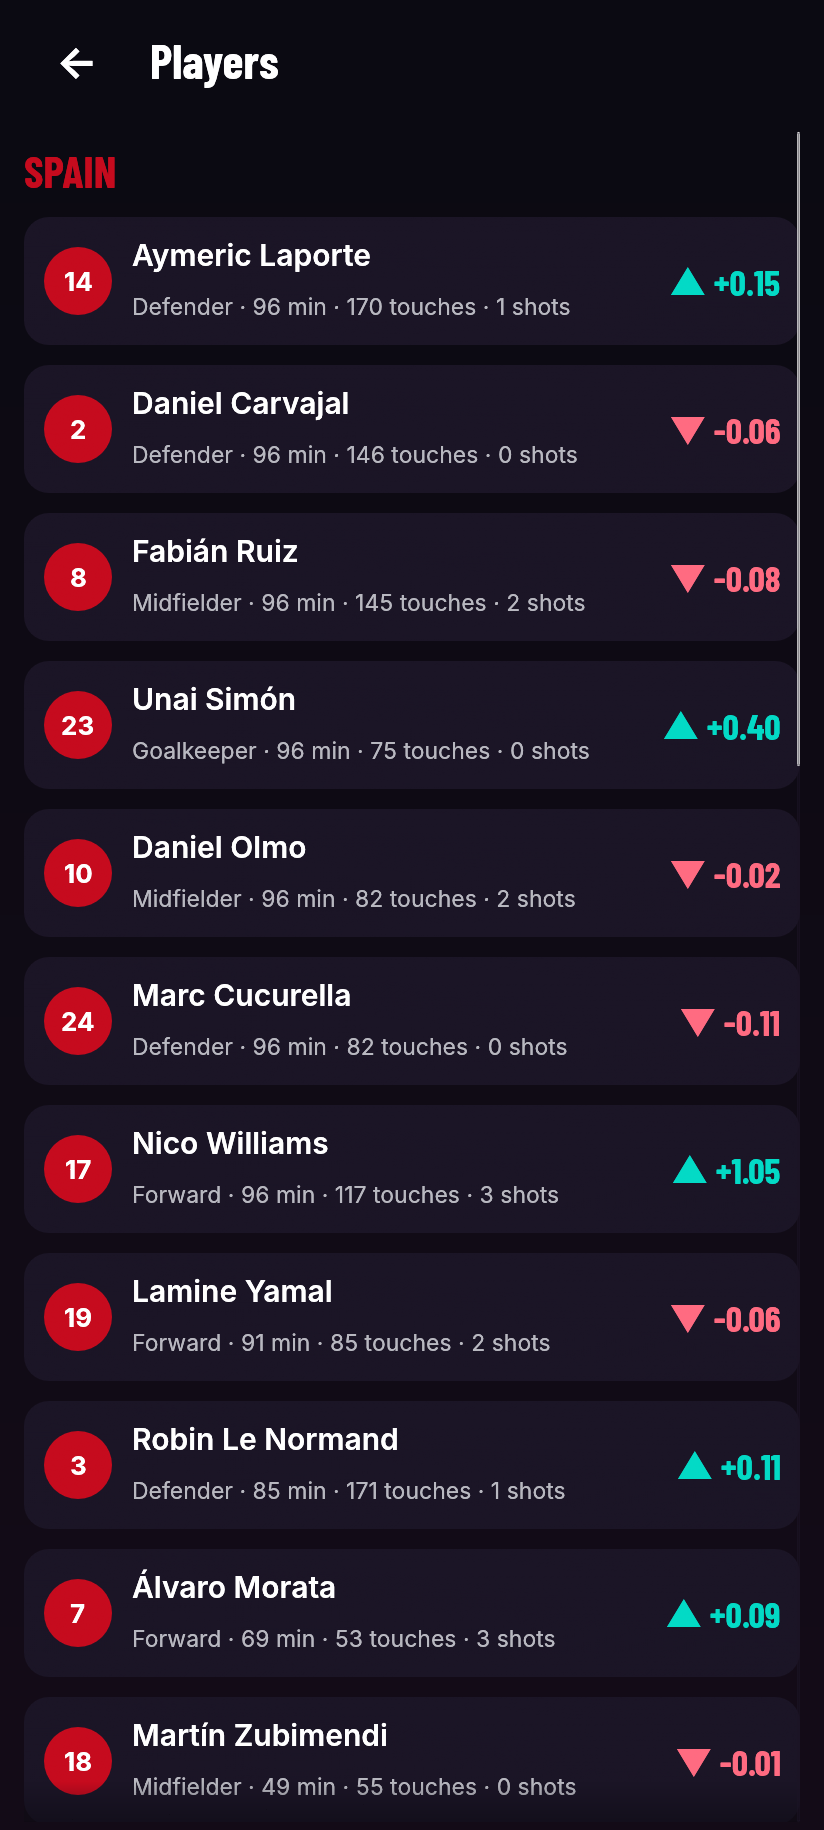 Players
SPAIN
14
Aymeric Laporte
Defender · 96 min · 170 touches · 1 shots
+0.15
2
Daniel Carvajal
Defender · 96 min · 146 touches · 0 shots
-0.06
8
Fabián Ruiz
Midfielder · 96 min · 145 touches · 2 shots
-0.08
23
Unai Simón
Goalkeeper · 96 min · 75 touches · 0 shots
+0.40
10
Daniel Olmo
Midfielder · 96 min · 82 touches · 2 shots
-0.02
24
Marc Cucurella
Defender · 96 min · 82 touches · 0 shots
-0.11
17
Nico Williams
Forward · 96 min · 117 touches · 3 shots
+1.05
19
Lamine Yamal
Forward · 91 min · 85 touches · 2 shots
-0.06
3
Robin Le Normand
Defender · 85 min · 171 touches · 1 shots
+0.11
7
Álvaro Morata
Forward · 69 min · 53 touches · 3 shots
+0.09
18
Martín Zubimendi
Midfielder · 49 min · 55 touches · 0 shots
-0.01